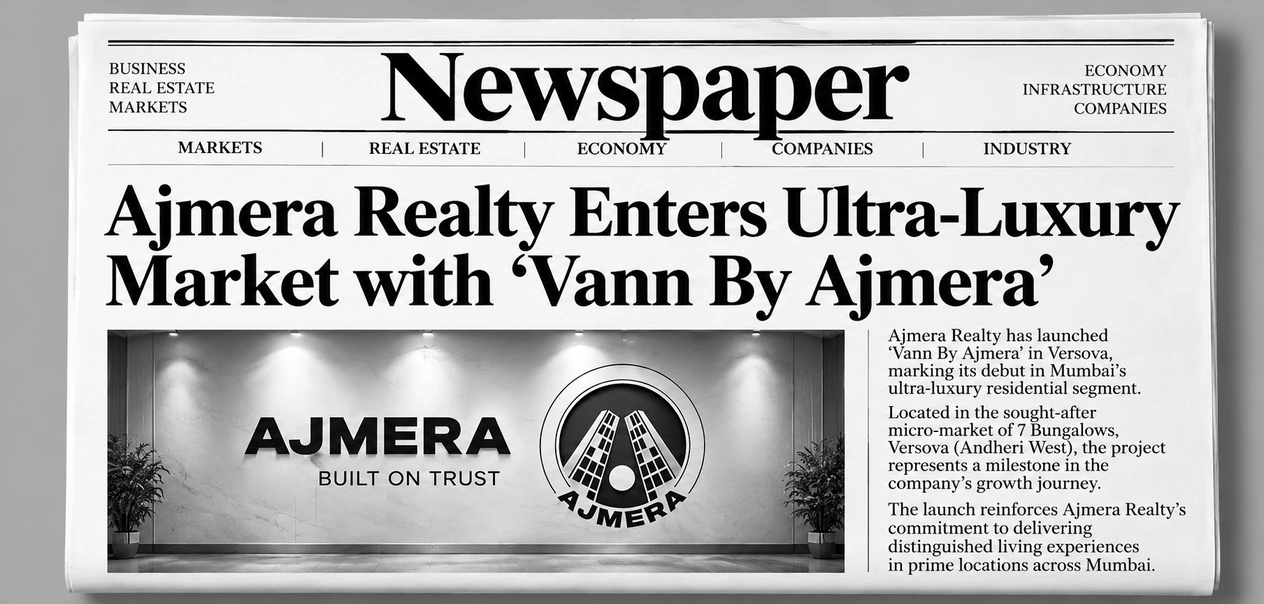 BUSINESS
REAL ESTATE
MARKETS
Newspaper
ECONOMY
INFRASTRUCTURE
COMPANIES
MARKETS | REAL ESTATE | ECONOMY | COMPANIES | INDUSTRY
Ajmera Realty Enters Ultra-Luxury
Market with ‘Vann By Ajmera’
AJMERA
BUILT ON TRUST
AJMERA
Ajmera Realty has launched
‘Vann By Ajmera’ in Versova,
marking its debut in Mumbai’s
ultra-luxury residential segment.
Located in the sought-after
micro-market of 7 Bungalows,
Versova (Andheri West), the project
represents a milestone in the
company’s growth journey.
The launch reinforces Ajmera Realty’s
commitment to delivering
distinguished living experiences
in prime locations across Mumbai.